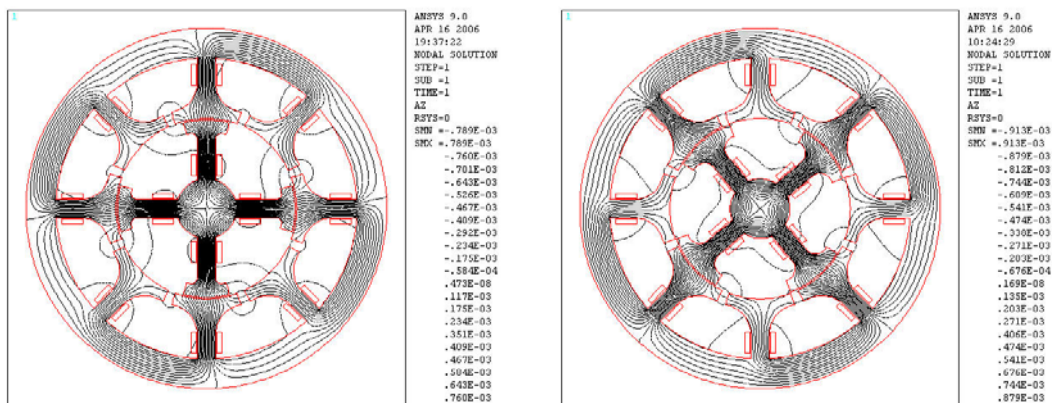 1
ANSYS 9.0
APR 16 2006
19:37:22
NODAL SOLUTION
STEP=1
SUB =1
TIME=1
AZ
RSYS=0
SMN =-.789E-03
SMX =.789E-03
-.760E-03
-.701E-03
-.643E-03
-.526E-03
-.467E-03
-.409E-03
-.292E-03
-.234E-03
-.175E-03
-.584E-04
.473E-08
.117E-03
.175E-03
.234E-03
.351E-03
.409E-03
.467E-03
.584E-03
.643E-03
.760E-03
1
ANSYS 9.0
APR 16 2006
10:24:29
NODAL SOLUTION
STEP=1
SUB =1
TIME=1
AZ
RSYS=0
SMN =-.913E-03
SMX =.913E-03
-.879E-03
-.812E-03
-.744E-03
-.609E-03
-.541E-03
-.474E-03
-.338E-03
-.271E-03
-.203E-03
-.676E-04
.169E-08
.135E-03
.203E-03
.271E-03
.406E-03
.474E-03
.541E-03
.676E-03
.744E-03
.879E-03